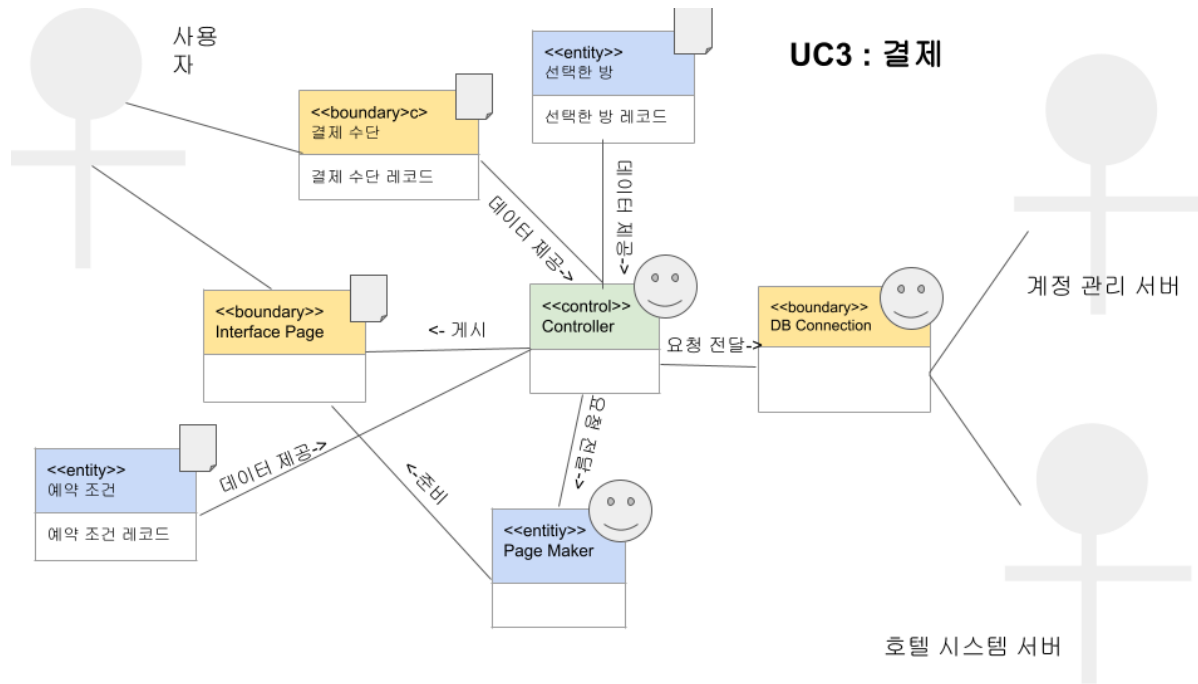 사용
자
UC3 : 결제
<<entity>>
선택한 방
선택한 방 레코드
<<boundary>c>
결제 수단
결제 수단 레코드
데이터 제공->
데이터 제공->
계정 관리 서버
<<boundary>>
Interface Page
<- 게시
<<control>>
Controller
요청 전달->
<<boundary>>
DB Connection
요청 전달->
<<entity>>
예약 조건
예약 조건 레코드
데이터 제공->
<-준비
<<entitiy>>
Page Maker
호텔 시스템 서버